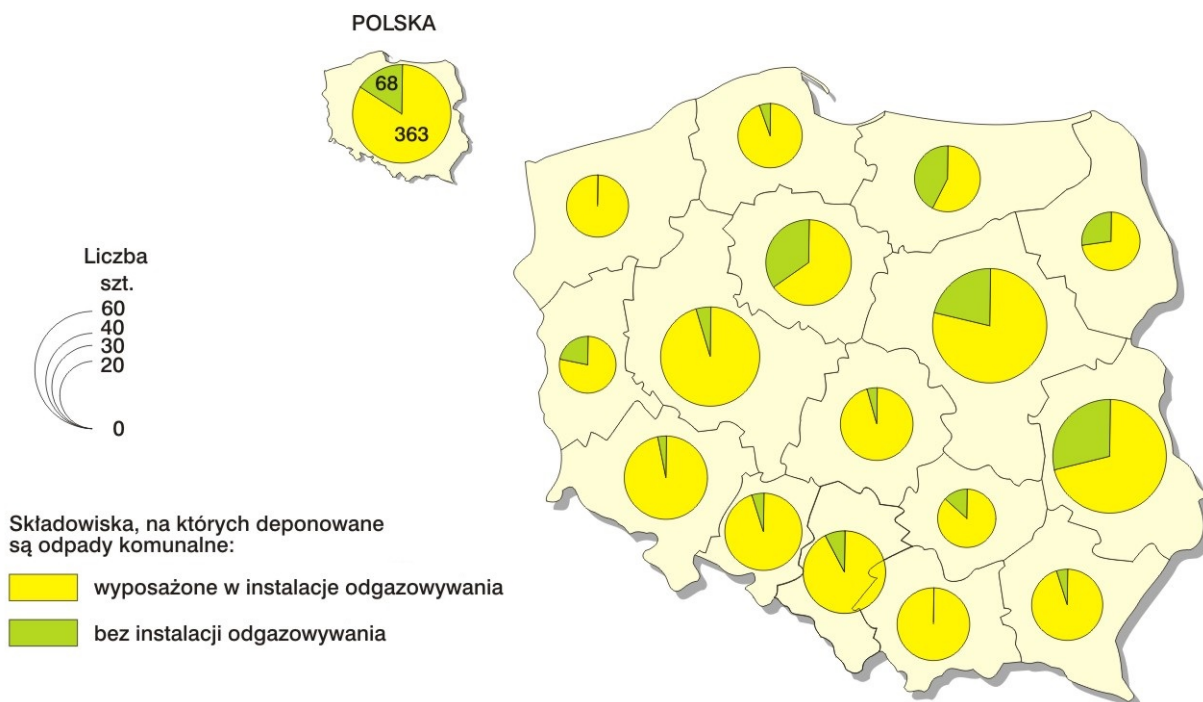 POLSKA
68
363
Liczba
szt.
60
40
30
20
0
Składowiska, na których deponowane
są odpady komunalne:
wyposażone w instalacje odgazowywania
bez instalacji odgazowywania